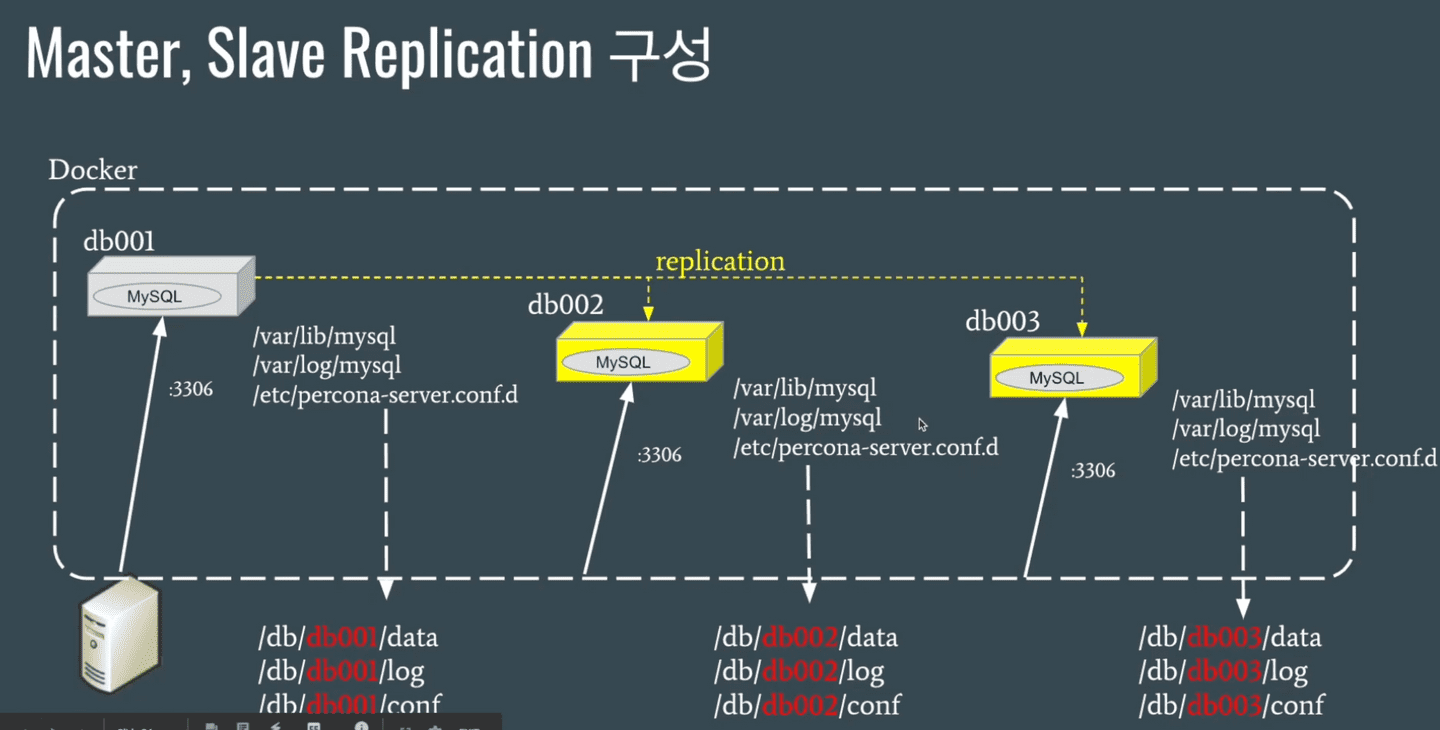 Master, Slave Replication 구성
Docker
db001
MySQL
:3306
/var/lib/mysql
/var/log/mysql
/etc/percona-server.conf.d
replication
db002
MySQL
:3306
/var/lib/mysql
/var/log/mysql
/etc/percona-server.conf.d
db003
MySQL
:3306
/var/lib/mysql
/var/log/mysql
/etc/percona-server.conf.d
/db/db001/data
/db/db001/log
/db/db001/conf
/db/db002/data
/db/db002/log
/db/db002/conf
/db/db003/data
/db/db003/log
/db/db003/conf